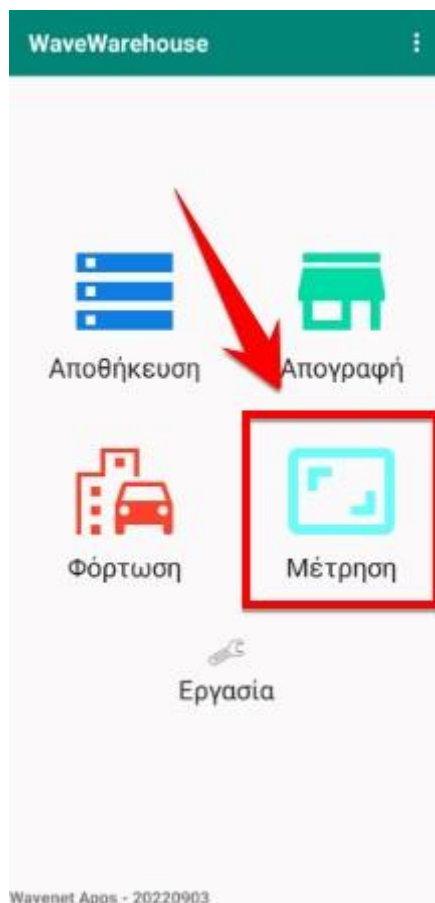 WaveWarehouse
Αποθήκευση
Απογραφή
Φόρτωση
Μέτρηση
Εργασία
Wavenet Apps - 20220903